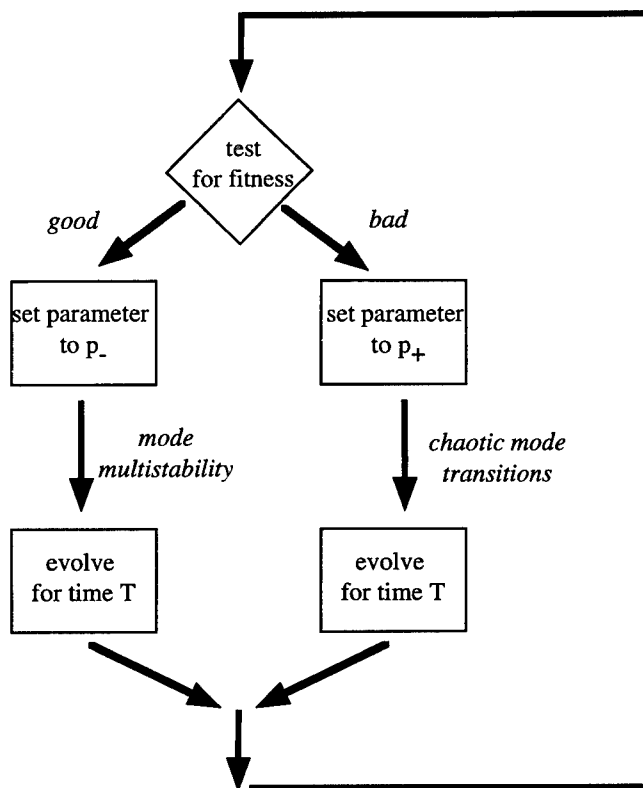 test
for fitness
good
bad
set parameter
to p-
set parameter
to p+
mode
multistability
chaotic mode
transitions
evolve
for time T
evolve
for time T